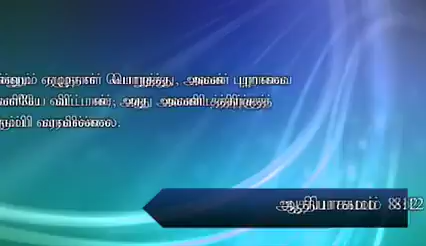 ன்னும் ஏழுநாள் பொறுத்து, அவன் புறாவை
ளியே விட்டான்; அது அவனிடத்திற்குத்
ரும்பி வரவில்லை.
ஆதியாகமம் 8:12